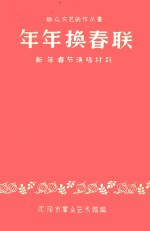 群众文艺创作丛书
年年换春联
新年春节演唱材料
沈阳市群众艺术馆编